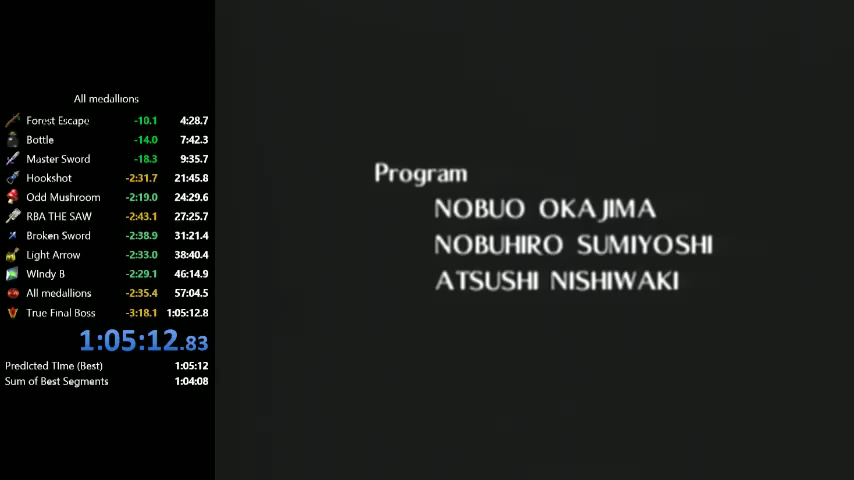 All medallions
Forest Escape -10.1 4:28.7
Bottle -14.0 7:42.3
Master Sword -18.3 9:35.7
Hookshot -2:31.7 21:45.8
Odd Mushroom -2:19.0 24:29.6
RBA THE SAW -2:43.1 27:25.7
Broken Sword -2:38.9 31:21.4
Light Arrow -2:33.0 38:40.4
Windy B -2:29.1 46:14.9
All medallions -2:35.4 57:04.5
True Final Boss -3:18.1 1:05:12.8
1:05:12.83
Predicted Time (Best) 1:05:12
Sum of Best Segments 1:04:08
Program
NOBUO OKAJIMA
NOBUHIRO SUMIYOSHI
ATSUSHI NISHIWAKI